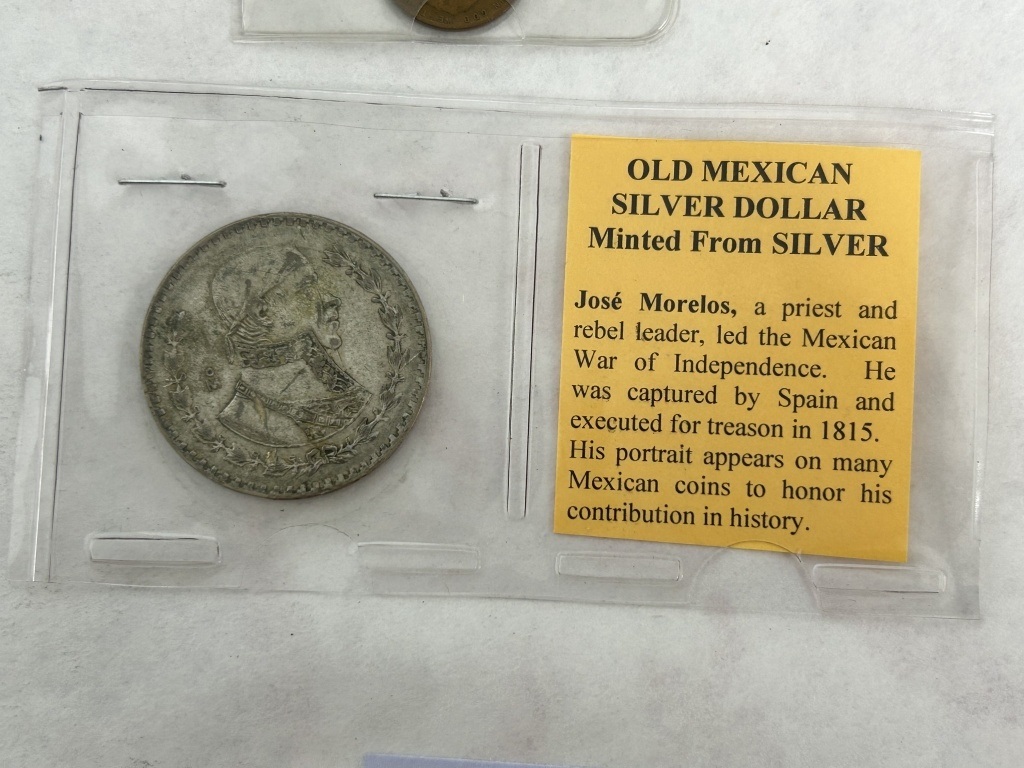 OLD MEXICAN
SILVER DOLLAR
Minted From SILVER
José Morelos, a priest and
rebel leader, led the Mexican
War of Independence. He
was captured by Spain and
executed for treason in 1815.
His portrait appears on many
Mexican coins to honor his
contribution in history.